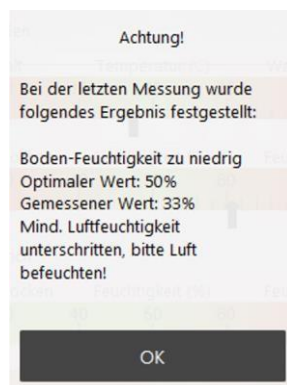 Achtung!
Bei der letzten Messung wurde
folgendes Ergebnis festgestellt:
Boden-Feuchtigkeit zu niedrig
Optimaler Wert: 50%
Gemessener Wert: 33%
Mind. Luftfeuchtigkeit
unterschritten, bitte Luft
befeuchten!
OK